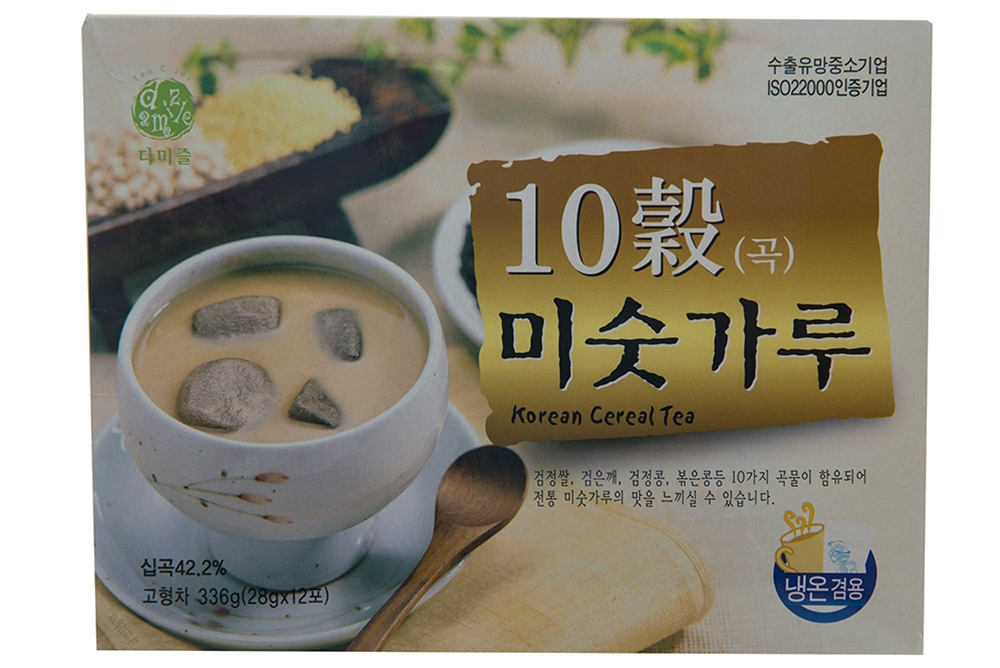 Tea & Joy
damizle
다미즐
수출유망중소기업
ISO22000인증기업
10穀(곡)
미숫가루
Korean Cereal Tea
검정쌀, 검은깨, 검정콩, 볶은콩등 10가지 곡물이 함유되어
전통 미숫가루의 맛을 느끼실 수 있습니다.
십곡42.2%
고형차 336g(28gx12포)
냉온겸용